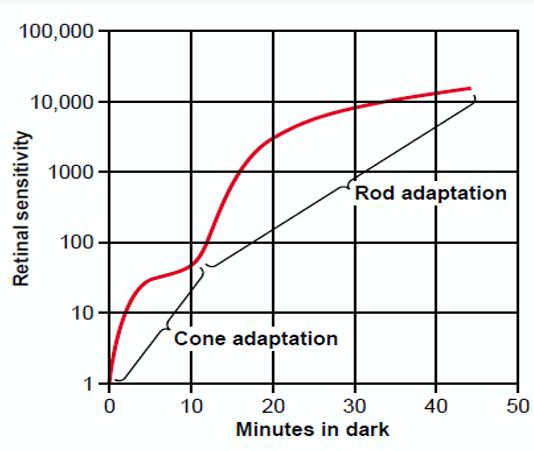 100,000
10,000
1000
100
10
1
Retinal sensitivity
Rod adaptation
Cone adaptation
0 10 20 30 40 50
Minutes in dark